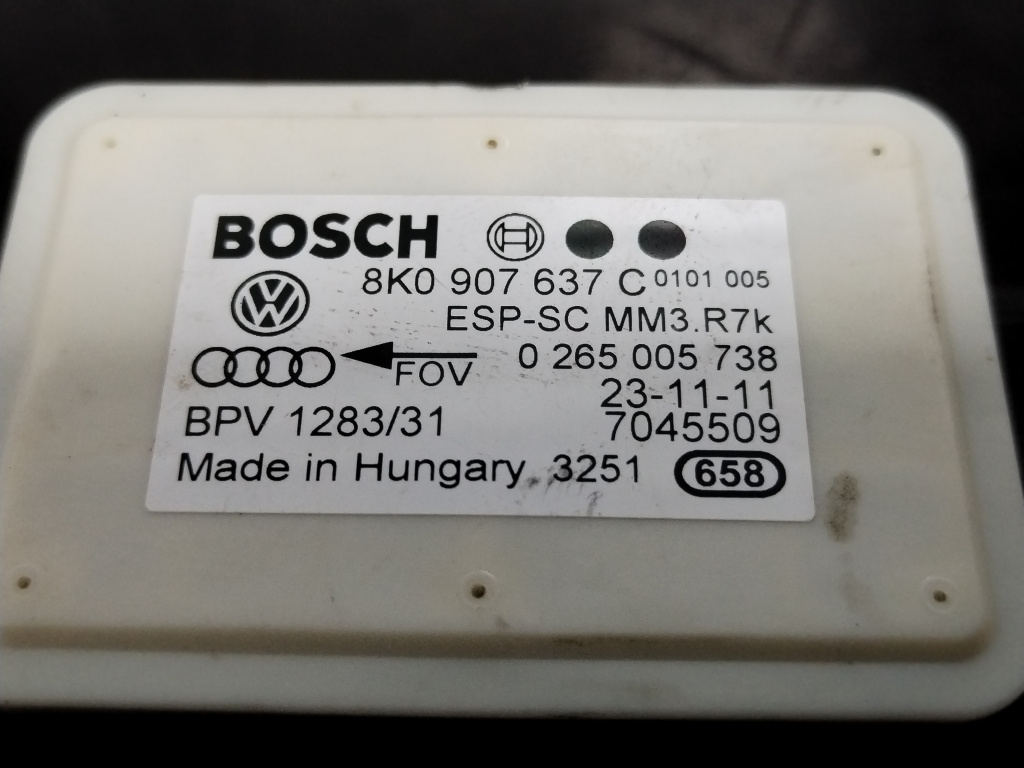 BOSCH
8K0 907 637 C 0101 005
ESP-SC MM3.R7k
FOV 0 265 005 738
23-11-11
BPV 1283/31 7045509
Made in Hungary 3251 658